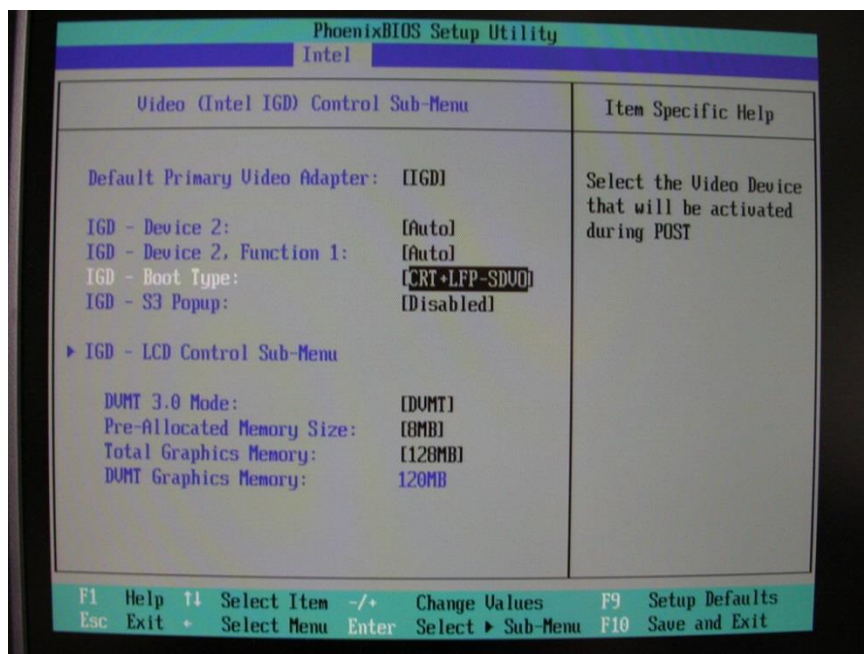 PhoenixBIOS Setup Utility
Intel
Video (Intel IGD) Control Sub-Menu
Item Specific Help
Default Primary Video Adapter: [IGD]
IGD - Device 2: [Auto]
IGD - Device 2, Function 1: [Auto]
IGD - Boot Type: [CRT+LFP-SDVO]
IGD - S3 Popup: [Disabled]
▶ IGD - LCD Control Sub-Menu
DVMT 3.0 Mode: [DVMT]
Pre-Allocated Memory Size: [8MB]
Total Graphics Memory: [128MB]
DVMT Graphics Memory: 120MB
Select the Video Device
that will be activated
during POST
F1 Help ↑↓ Select Item -/+ Change Values F9 Setup Defaults
Esc Exit ← Select Menu Enter Select ▶ Sub-Menu F10 Save and Exit